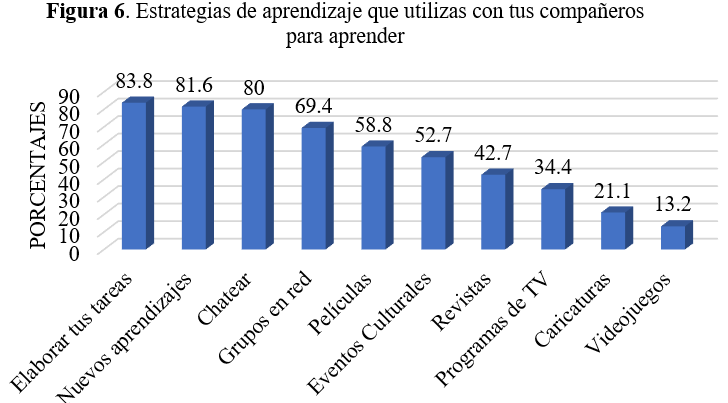 Figura 6. Estrategias de aprendizaje que utilizas con tus compañeros
para aprender
83.8
81.6
80
69.4
58.8
52.7
42.7
34.4
21.1
13.2
PORCENTAJES
90
80
70
60
50
40
30
20
10
0
Elaborar tus tareas
Nuevos aprendizajes
Chatear
Grupos en red
Películas
Eventos Culturales
Revistas
Programas de TV
Caricaturas
Videojuegos